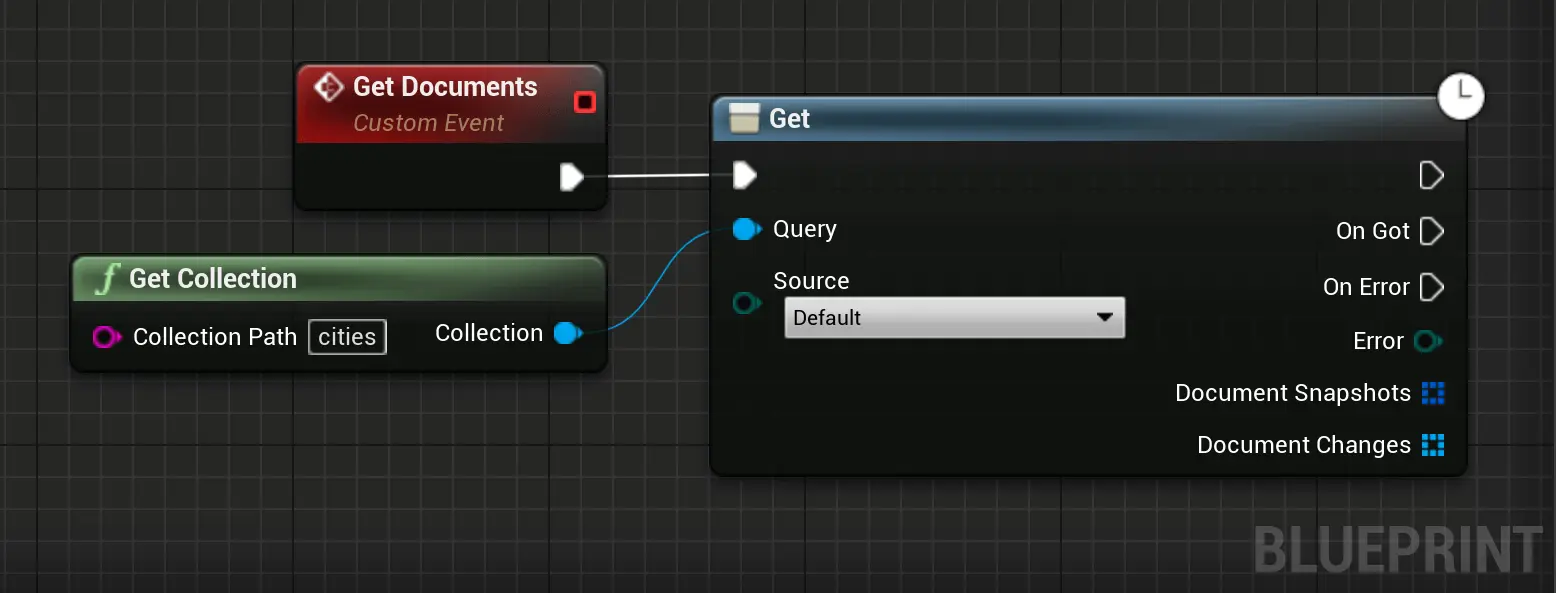 Get Documents
Custom Event
Get
Query
On Got
Get Collection
Source
Default
On Error
Collection Path cities Collection
Error
Document Snapshots
Document Changes
BLUEPRINT